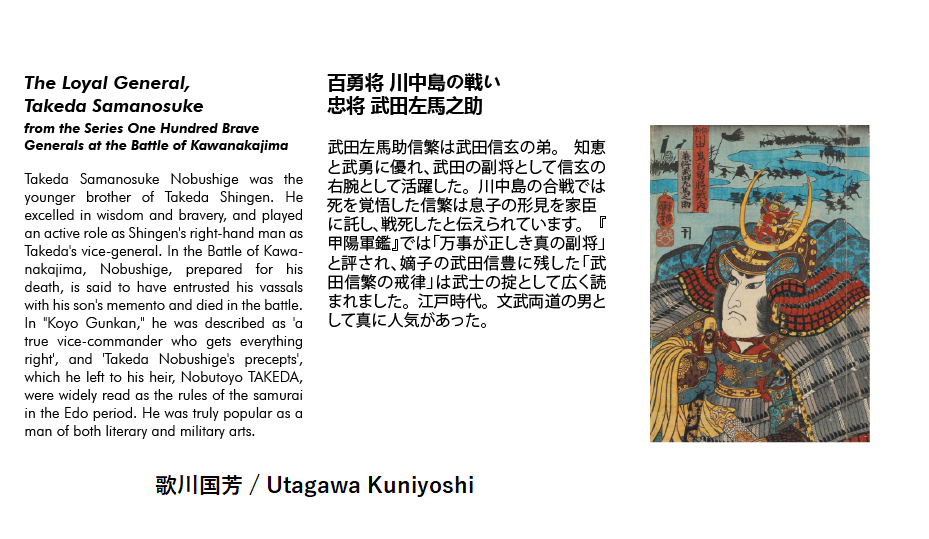 The Loyal General,
Takeda Samanosuke
from the Series One Hundred Brave
Generals at the Battle of Kawanakajima
Takeda Samanosuke Nobushige was the
younger brother of Takeda Shingen. He
excelled in wisdom and bravery, and played
an active role as Shingen's right-hand man as
Takeda's vice-general. In the Battle of Kawa-
nakajima, Nobushige, prepared for his
death, is said to have entrusted his vassals
with his son's memento and died in the battle.
In "Koyo Gunkan," he was described as 'a
true vice-commander who gets everything
right', and 'Takeda Nobushige's precepts',
which he left to his heir, Nobutoyo TAKEDA,
were widely read as the rules of the samurai
in the Edo period. He was truly popular as a
man of both literary and military arts.
百勇将 川中島の戦い
忠将 武田左馬之助
武田左馬助信繁は武田信玄の弟。 知恵
と武勇に優れ、武田の副将として信玄の
右腕として活躍した。川中島の合戦では
死を覚悟した信繁は息子の形見を家臣
に託し、戦死したと伝えられています。『
甲陽軍鑑』では「万事が正しき真の副将」
と評され、嫡子の武田信豊に残した「武
田信繁の戒律」は武士の掟として広く読
まれました。江戸時代。文武両道の男と
して真に人気があった。
歌川国芳 / Utagawa Kuniyoshi